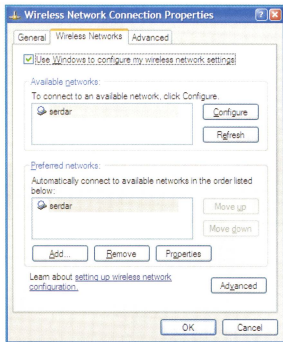 Wireless Network Connection Properties
General Wireless Networks Advanced
Use Windows to configure my wireless network settings
Available networks:
To connect to an available network, click Configure.
serdar
Configure
Refresh
Preferred networks:
Automatically connect to available networks in the order listed
below:
serdar
Move up
Move down
Add... Remove Properties
Learn about setting up wireless network
configuration.
Advanced
OK Cancel